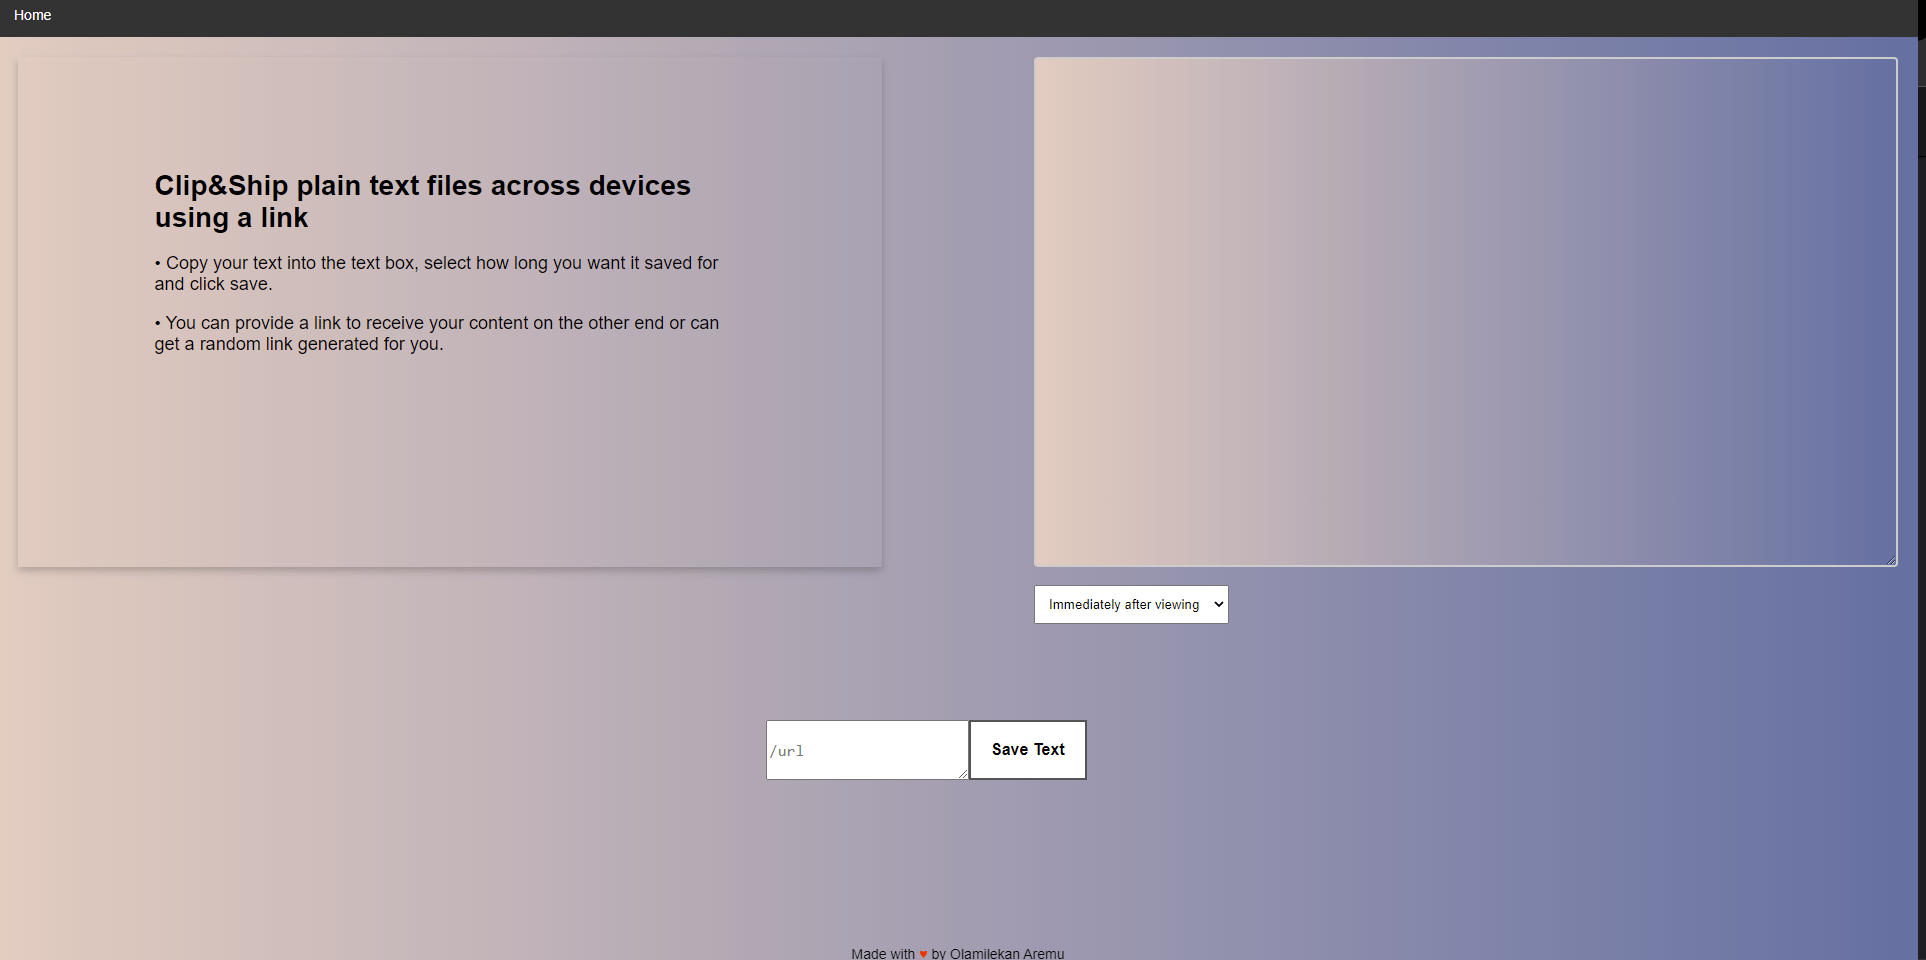 Home
Clip&Ship plain text files across devices
using a link
• Copy your text into the text box, select how long you want it saved for
and click save.
• You can provide a link to receive your content on the other end or can
get a random link generated for you.
Immediately after viewing
/url
Save Text
Made with ♥ by Olamilekan Aremu